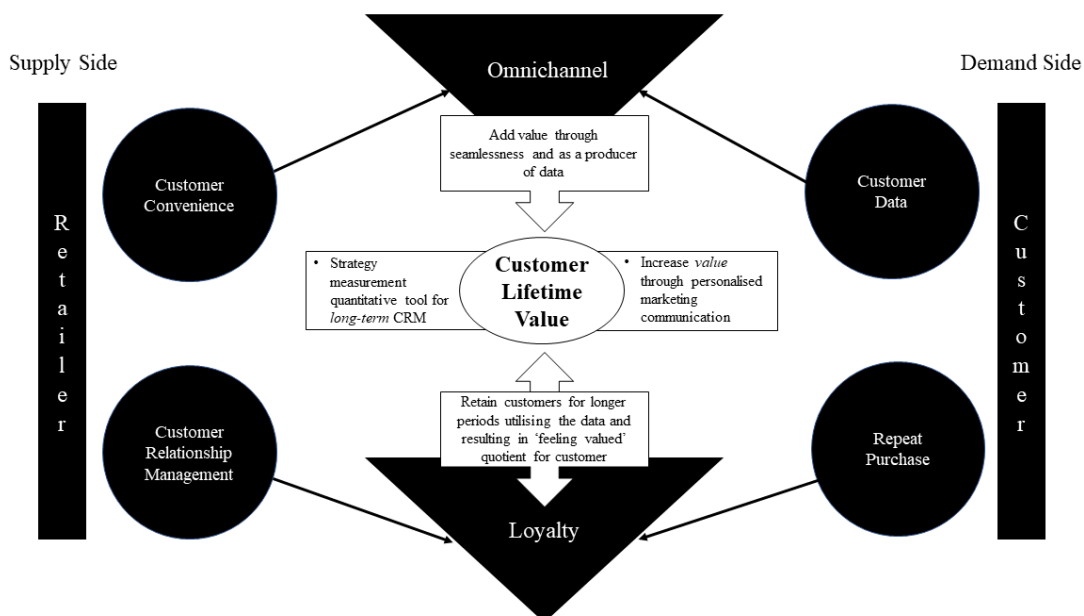 Supply Side
Omnichannel
Demand Side
Add value through
seamlessness and as a producer
of data
Customer
Convenience
Customer
Data
Retailer
Customer
• Strategy
measurement
quantitative tool for
long-term CRM
Customer
Lifetime
Value
• Increase value
through personalised
marketing
communication
Retain customers for longer
periods utilising the data and
resulting in ‘feeling valued’
quotient for customer
Customer
Relationship
Management
Repeat
Purchase
Loyalty